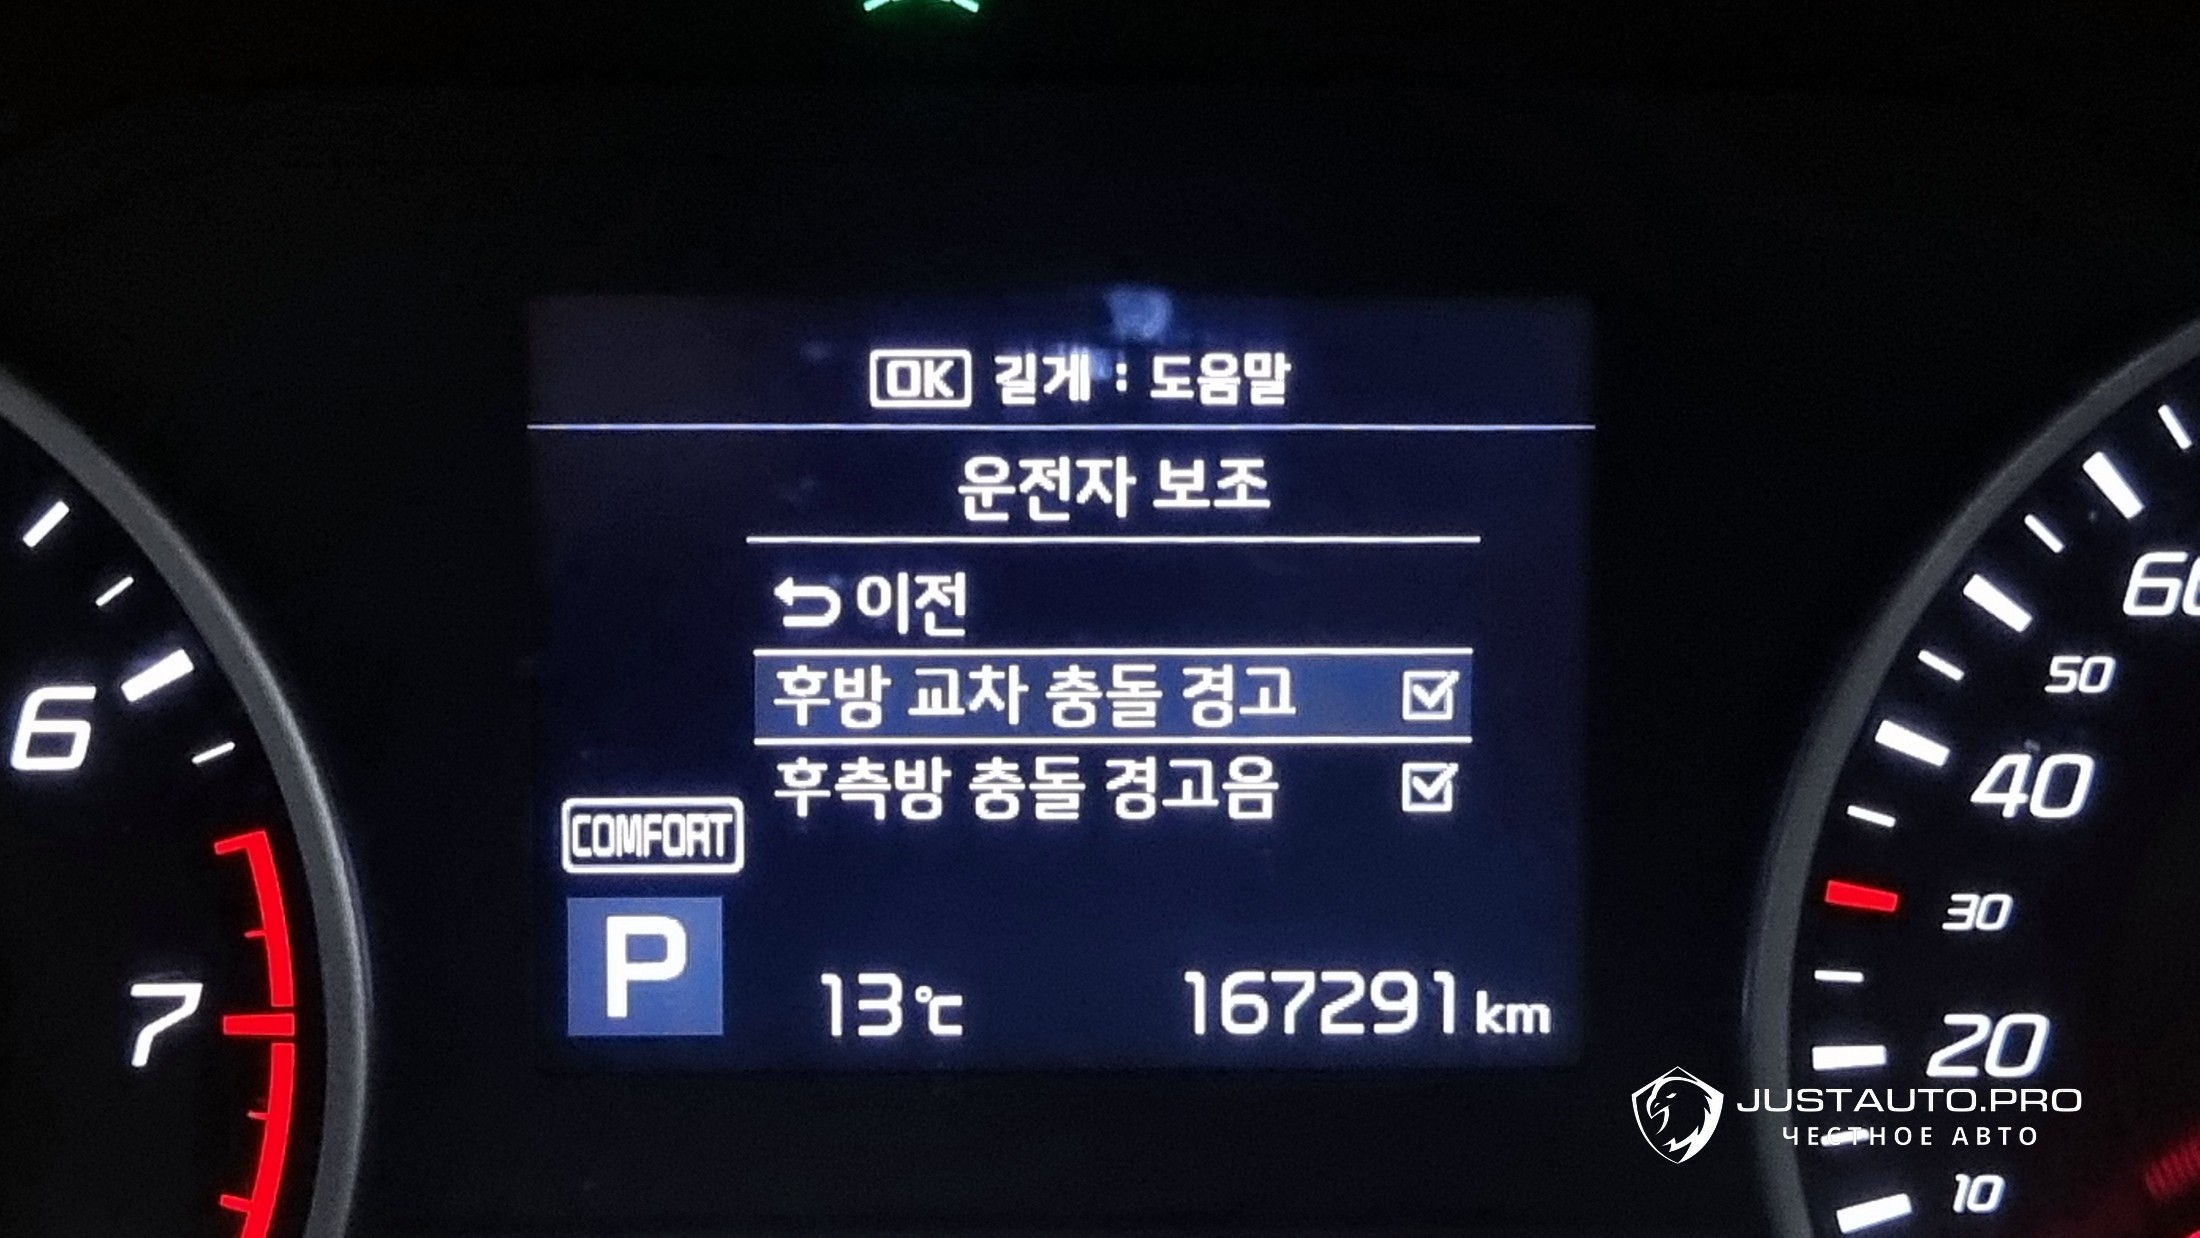 OK 길게 : 도움말
운전자 보조
이전
후방 교차 충돌 경고
후측방 충돌 경고음
COMFORT
P
13℃
167291 km
6
7
60
50
40
30
20
10
JUSTAUTO.PRO
ЧЕСТНОЕ АВТО